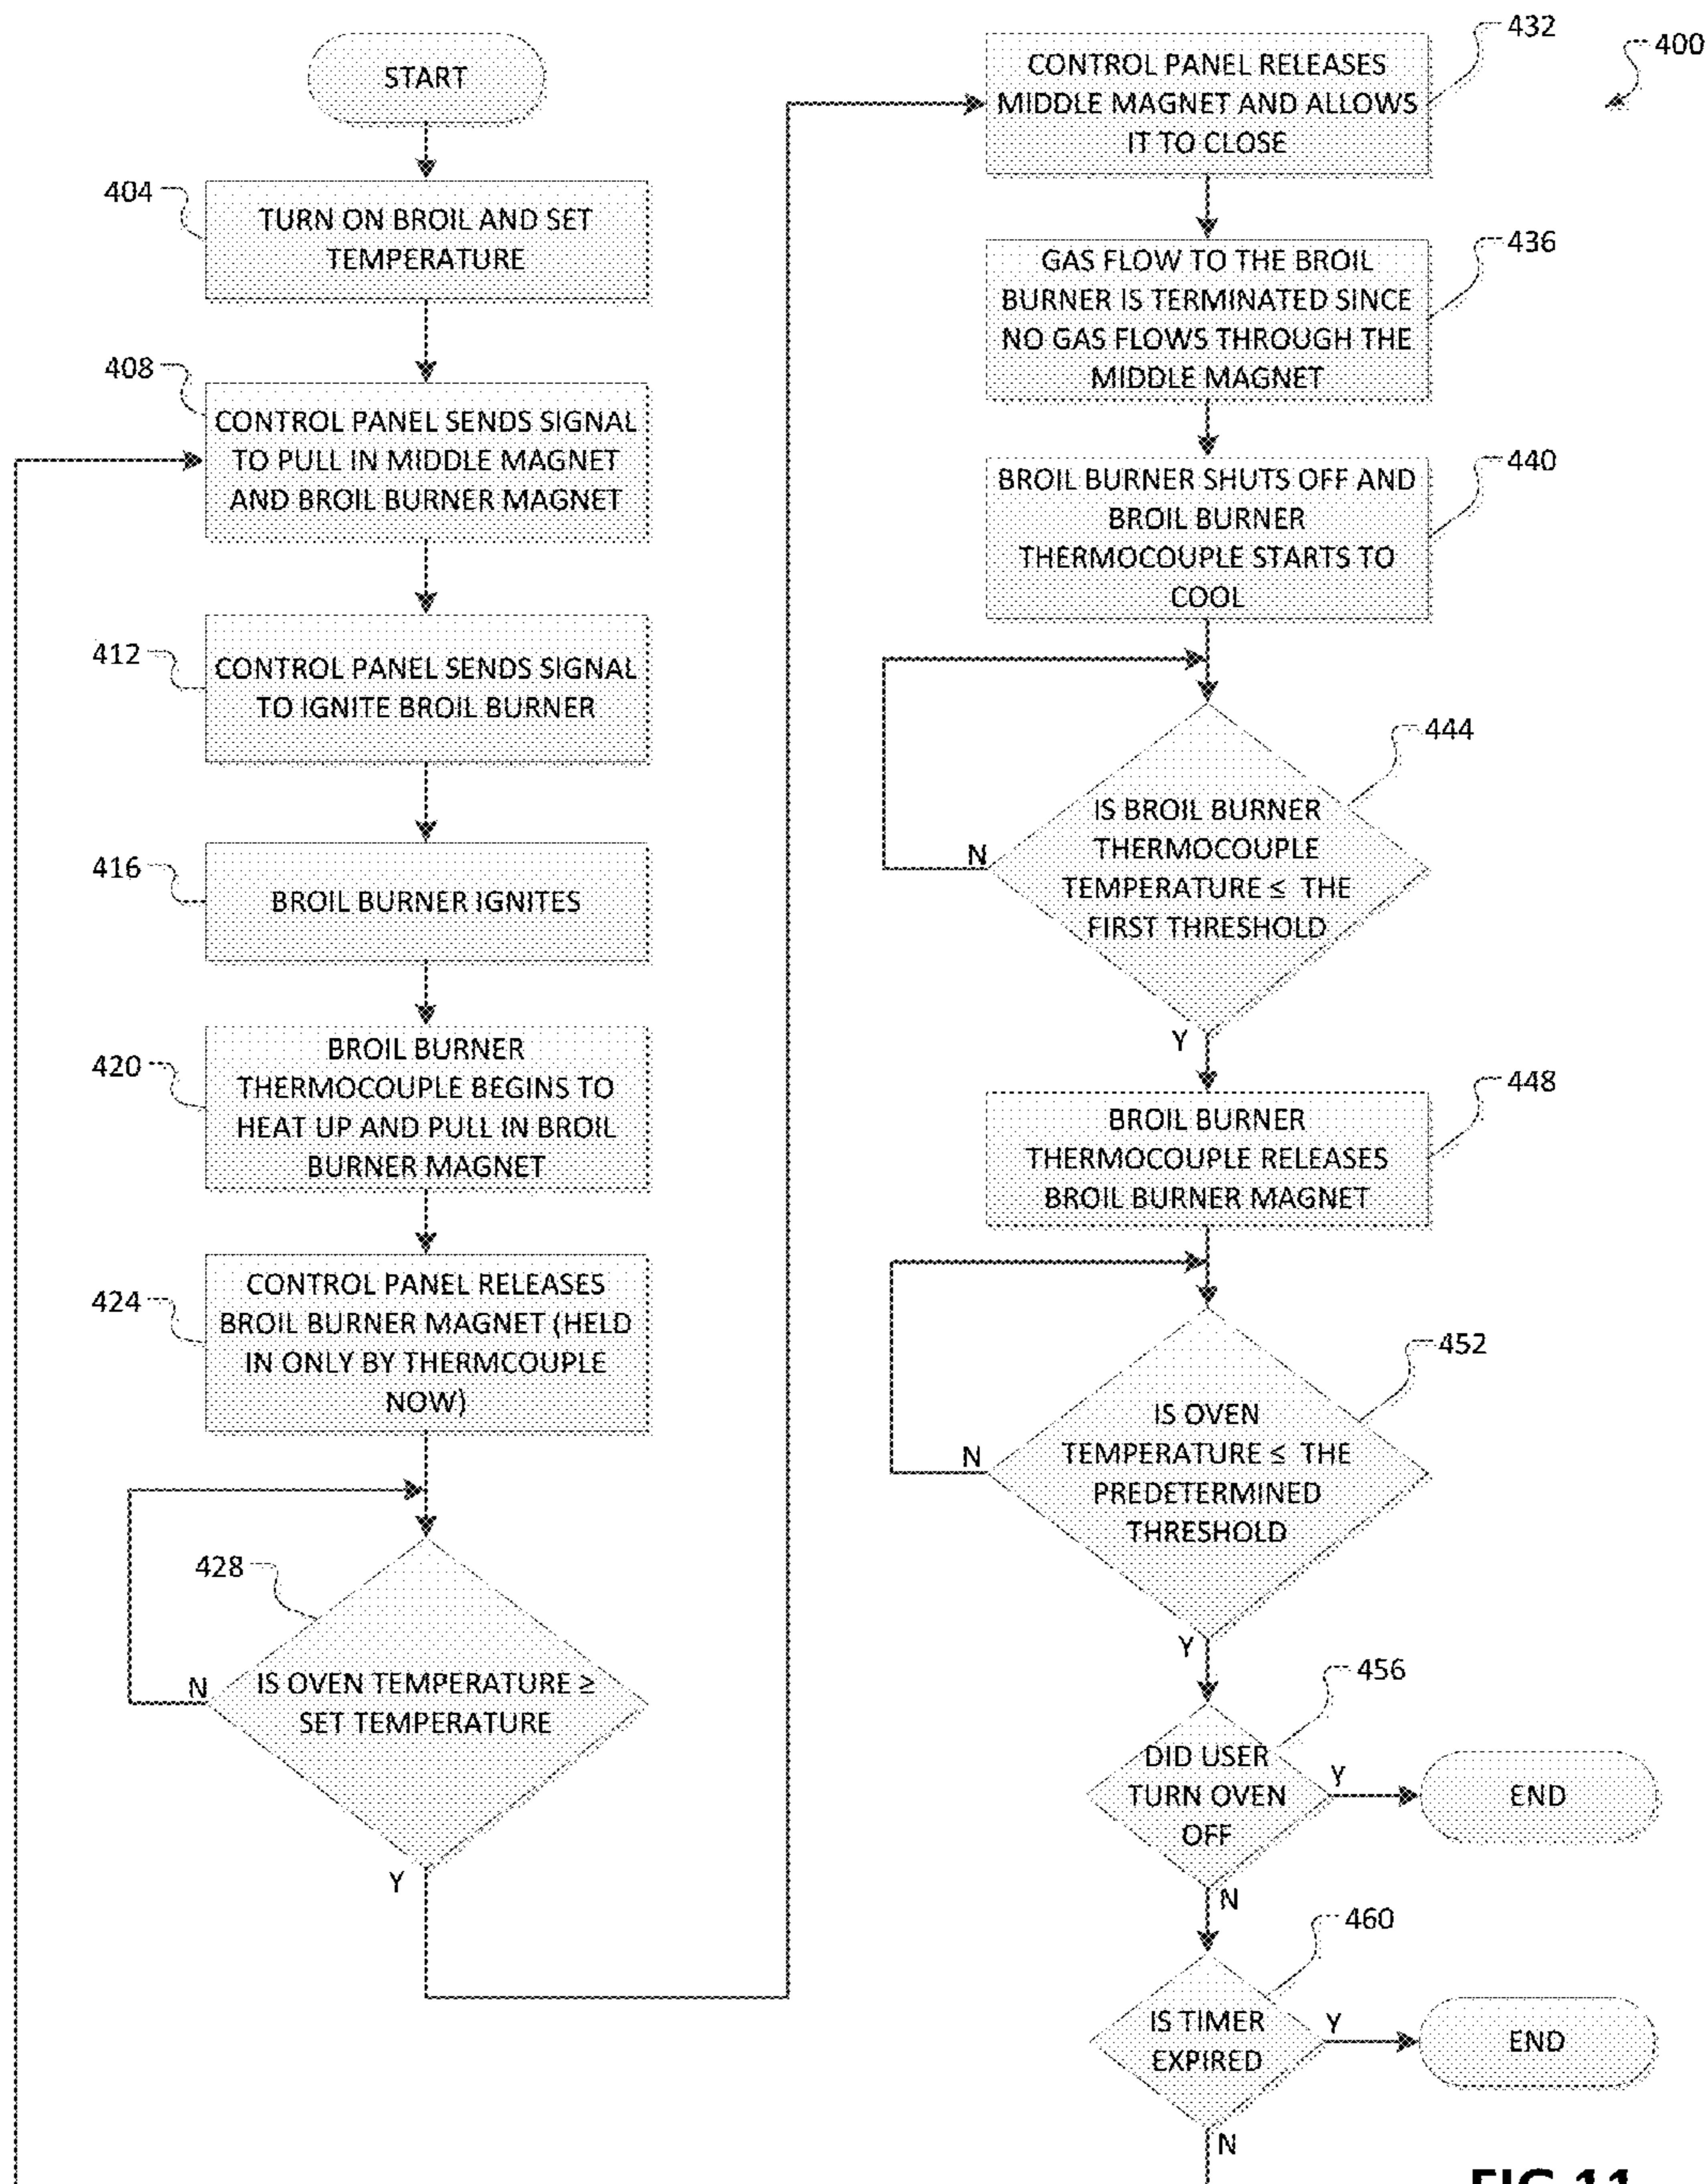 START
404
TURN ON BROIL AND SET
TEMPERATURE
408
CONTROL PANEL SENDS SIGNAL
TO PULL IN MIDDLE MAGNET
AND BROIL BURNER MAGNET
412
CONTROL PANEL SENDS SIGNAL
TO IGNITE BROIL BURNER
416
BROIL BURNER IGNITES
420
BROIL BURNER
THERMOCOUPLE BEGINS TO
HEAT UP AND PULL IN BROIL
BURNER MAGNET
424
CONTROL PANEL RELEASES
BROIL BURNER MAGNET (HELD
IN ONLY BY THERMCOUPLE
NOW)
428
N
IS OVEN TEMPERATURE ≥
SET TEMPERATURE
Y
400
432
CONTROL PANEL RELEASES
MIDDLE MAGNET AND ALLOWS
IT TO CLOSE
436
GAS FLOW TO THE BROIL
BURNER IS TERMINATED SINCE
NO GAS FLOWS THROUGH THE
MIDDLE MAGNET
440
BROIL BURNER SHUTS OFF AND
BROIL BURNER
THERMOCOUPLE STARTS TO
COOL
444
IS BROIL BURNER
THERMOCOUPLE
TEMPERATURE ≤ THE
FIRST THRESHOLD
N
Y
448
BROIL BURNER
THERMOCOUPLE RELEASES
BROIL BURNER MAGNET
452
IS OVEN
TEMPERATURE ≤ THE
PREDETERMINED
THRESHOLD
N
Y
456
DID USER
TURN OVEN
OFF
Y
END
N
460
IS TIMER
EXPIRED
Y
END
N
FIG 11